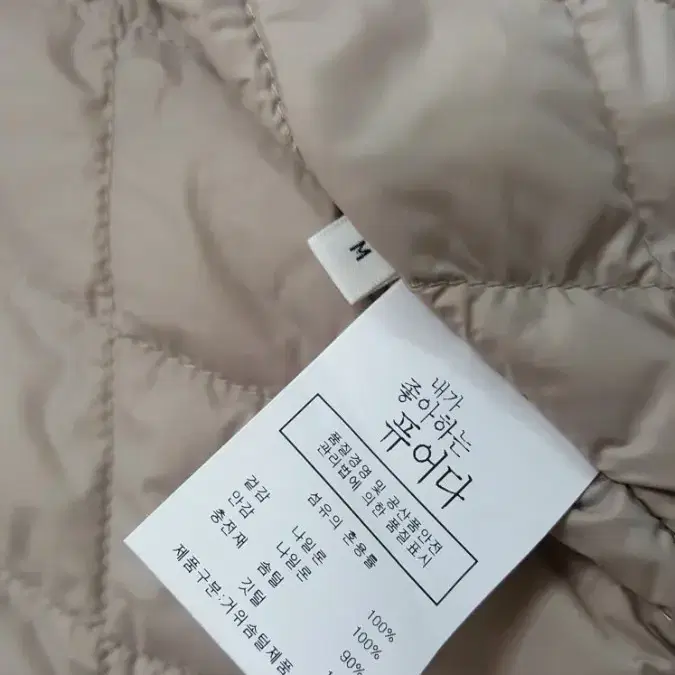 M
내가
좋아하는
퓨어다
품질경영 및 공산품안전
관리법에 의한 품질표시
섬유의 혼용률
겉감 나일론 100%
안감 나일론 100%
충전재 솜털 90%
깃털
제품구분:거위솜털제품